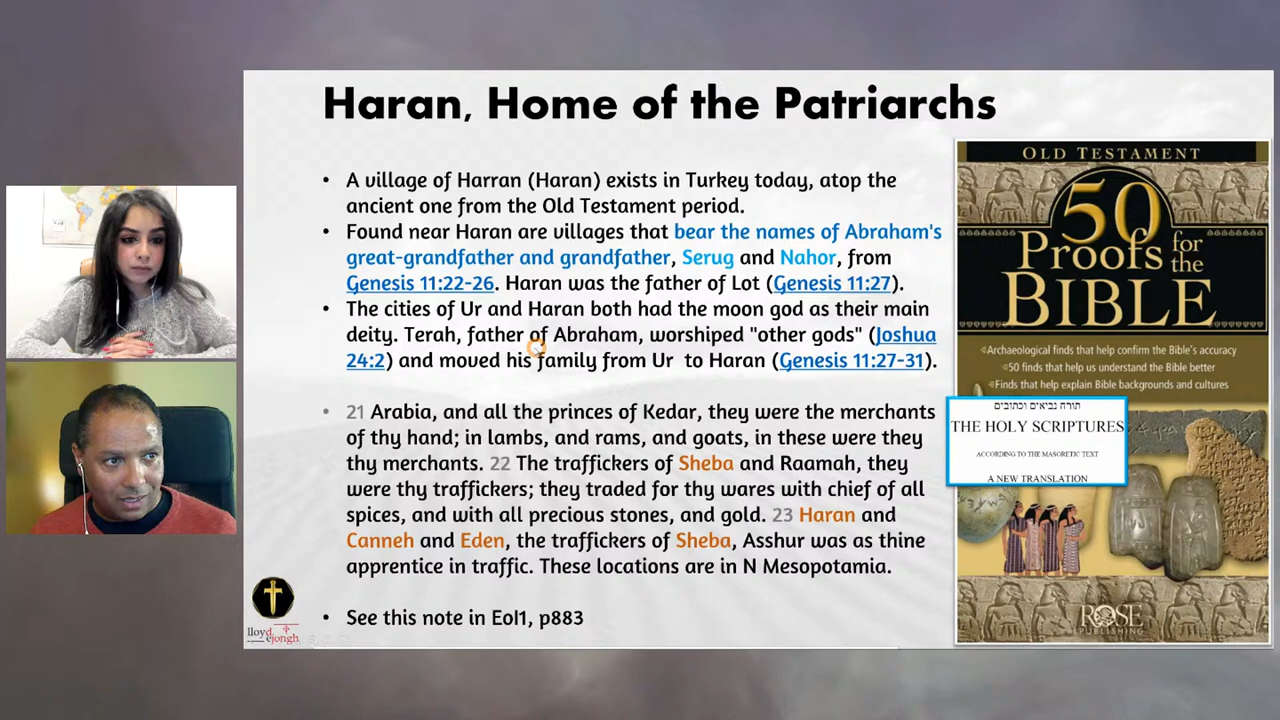 Haran, Home of the Patriarchs
• A village of Harran (Haran) exists in Turkey today, atop the
ancient one from the Old Testament period.
• Found near Haran are villages that bear the names of Abraham's
great-grandfather and grandfather, Serug and Nahor, from
Genesis 11:22-26. Haran was the father of Lot (Genesis 11:27).
• The cities of Ur and Haran both had the moon god as their main
deity. Terah, father of Abraham, worshiped "other gods" (Joshua
24:2) and moved his family from Ur to Haran (Genesis 11:27-31).
• 21 Arabia, and all the princes of Kedar, they were the merchants
of thy hand; in lambs, and rams, and goats, in these were they
thy merchants. 22 The traffickers of Sheba and Raamah, they
were thy traffickers; they traded for thy wares with chief of all
spices, and with all precious stones, and gold. 23 Haran and
Canneh and Eden, the traffickers of Sheba, Asshur was as thine
apprentice in traffic. These locations are in N Mesopotamia.
• See this note in EoI1, p883
lloyd
ejongh
OLD TESTAMENT
50
Proofs for the
BIBLE
Archaeological finds that help confirm the Bible's accuracy
50 finds that help us understand the Bible better
Finds that help explain Bible backgrounds and cultures
תורה נביאים וכתובים
THE HOLY SCRIPTURES
ACCORDING TO THE MASORETIC TEXT
A NEW TRANSLATION
ROSE
PUBLISHING